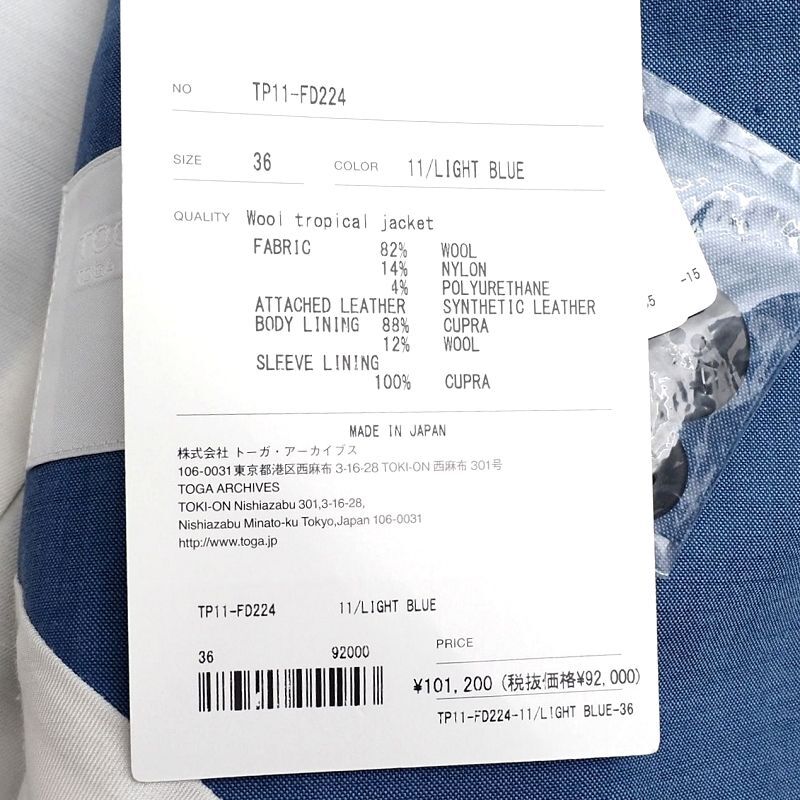 NO TP11-FD224
SIZE 36 COLOR 11/LIGHT BLUE
QUALITY Wool tropical jacket
FABRIC 82% WOOL
14% NYLON
4% POLYURETHANE
ATTACHED LEATHER SYNTHETIC LEATHER
BODY LINING 88% CUPRA
12% WOOL
SLEEVE LINING
100% CUPRA
MADE IN JAPAN
株式会社 トーガ・アーカイブス
106-0031東京都港区西麻布 3-16-28 TOKI-ON 西麻布 301号
TOGA ARCHIVES
TOKI-ON Nishiazabu 301,3-16-28,
Nishiazabu Minato-ku Tokyo,Japan 106-0031
http://www.toga.jp
TP11-FD224 11/LIGHT BLUE
36 92000
PRICE
¥101,200 (税抜価格¥92,000)
TP11-FD224-11/LIGHT BLUE-36
-15